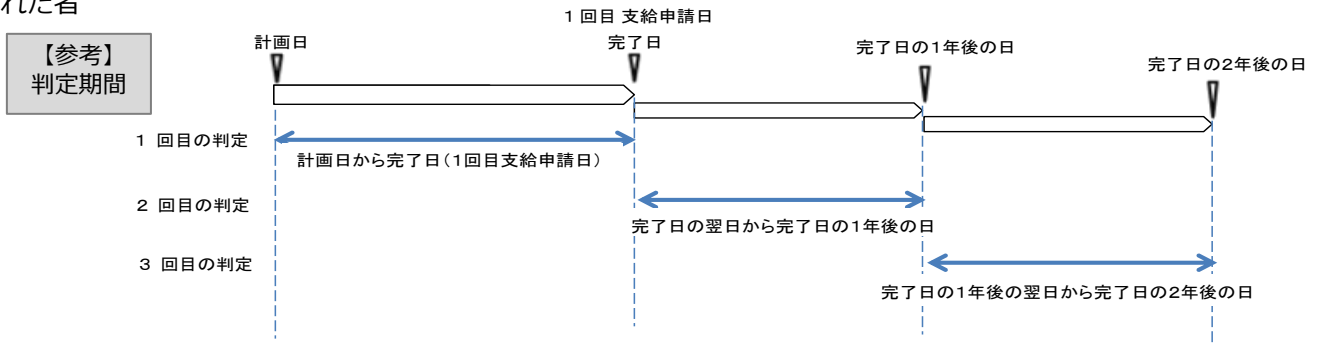 れた者
【参考】
判定期間
1回目 支給申請日
計画日
完了日
完了日の1年後の日
完了日の2年後の日
1 回目の判定
計画日から完了日(1回目支給申請日)
2 回目の判定
完了日の翌日から完了日の1年後の日
3 回目の判定
完了日の1年後の翌日から完了日の2年後の日